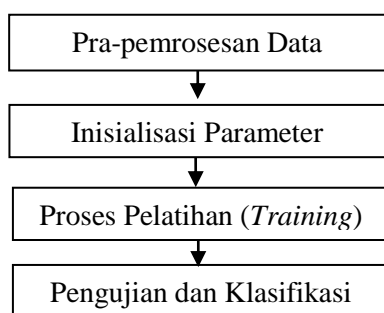 Pra-pemrosesan Data
Inisialisasi Parameter
Proses Pelatihan (Training)
Pengujian dan Klasifikasi